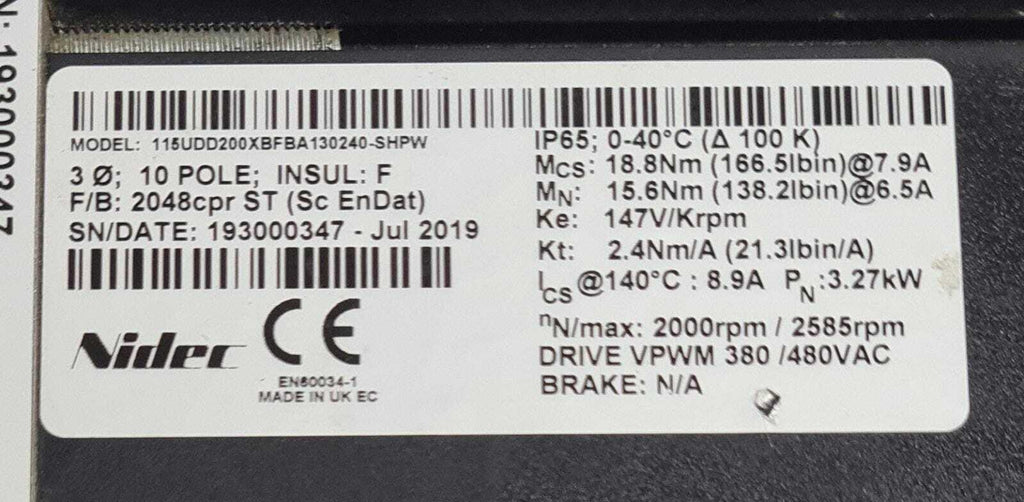 N: 193000347
MODEL: 115UDD200XBFBA130240-SHPW
3 Ø; 10 POLE; INSUL: F
F/B: 2048cpr ST (Sc EnDat)
SN/DATE: 193000347 - Jul 2019
Nidec
CE
EN60034-1
MADE IN UK EC
IP65; 0-40°C (Δ 100 K)
MCS: 18.8Nm (166.5lbin)@7.9A
MN: 15.6Nm (138.2lbin)@6.5A
Ke: 147V/Krpm
Kt: 2.4Nm/A (21.3lbin/A)
ICS @140°C : 8.9A PN:3.27kW
nN/max: 2000rpm / 2585rpm
DRIVE VPWM 380 /480VAC
BRAKE: N/A